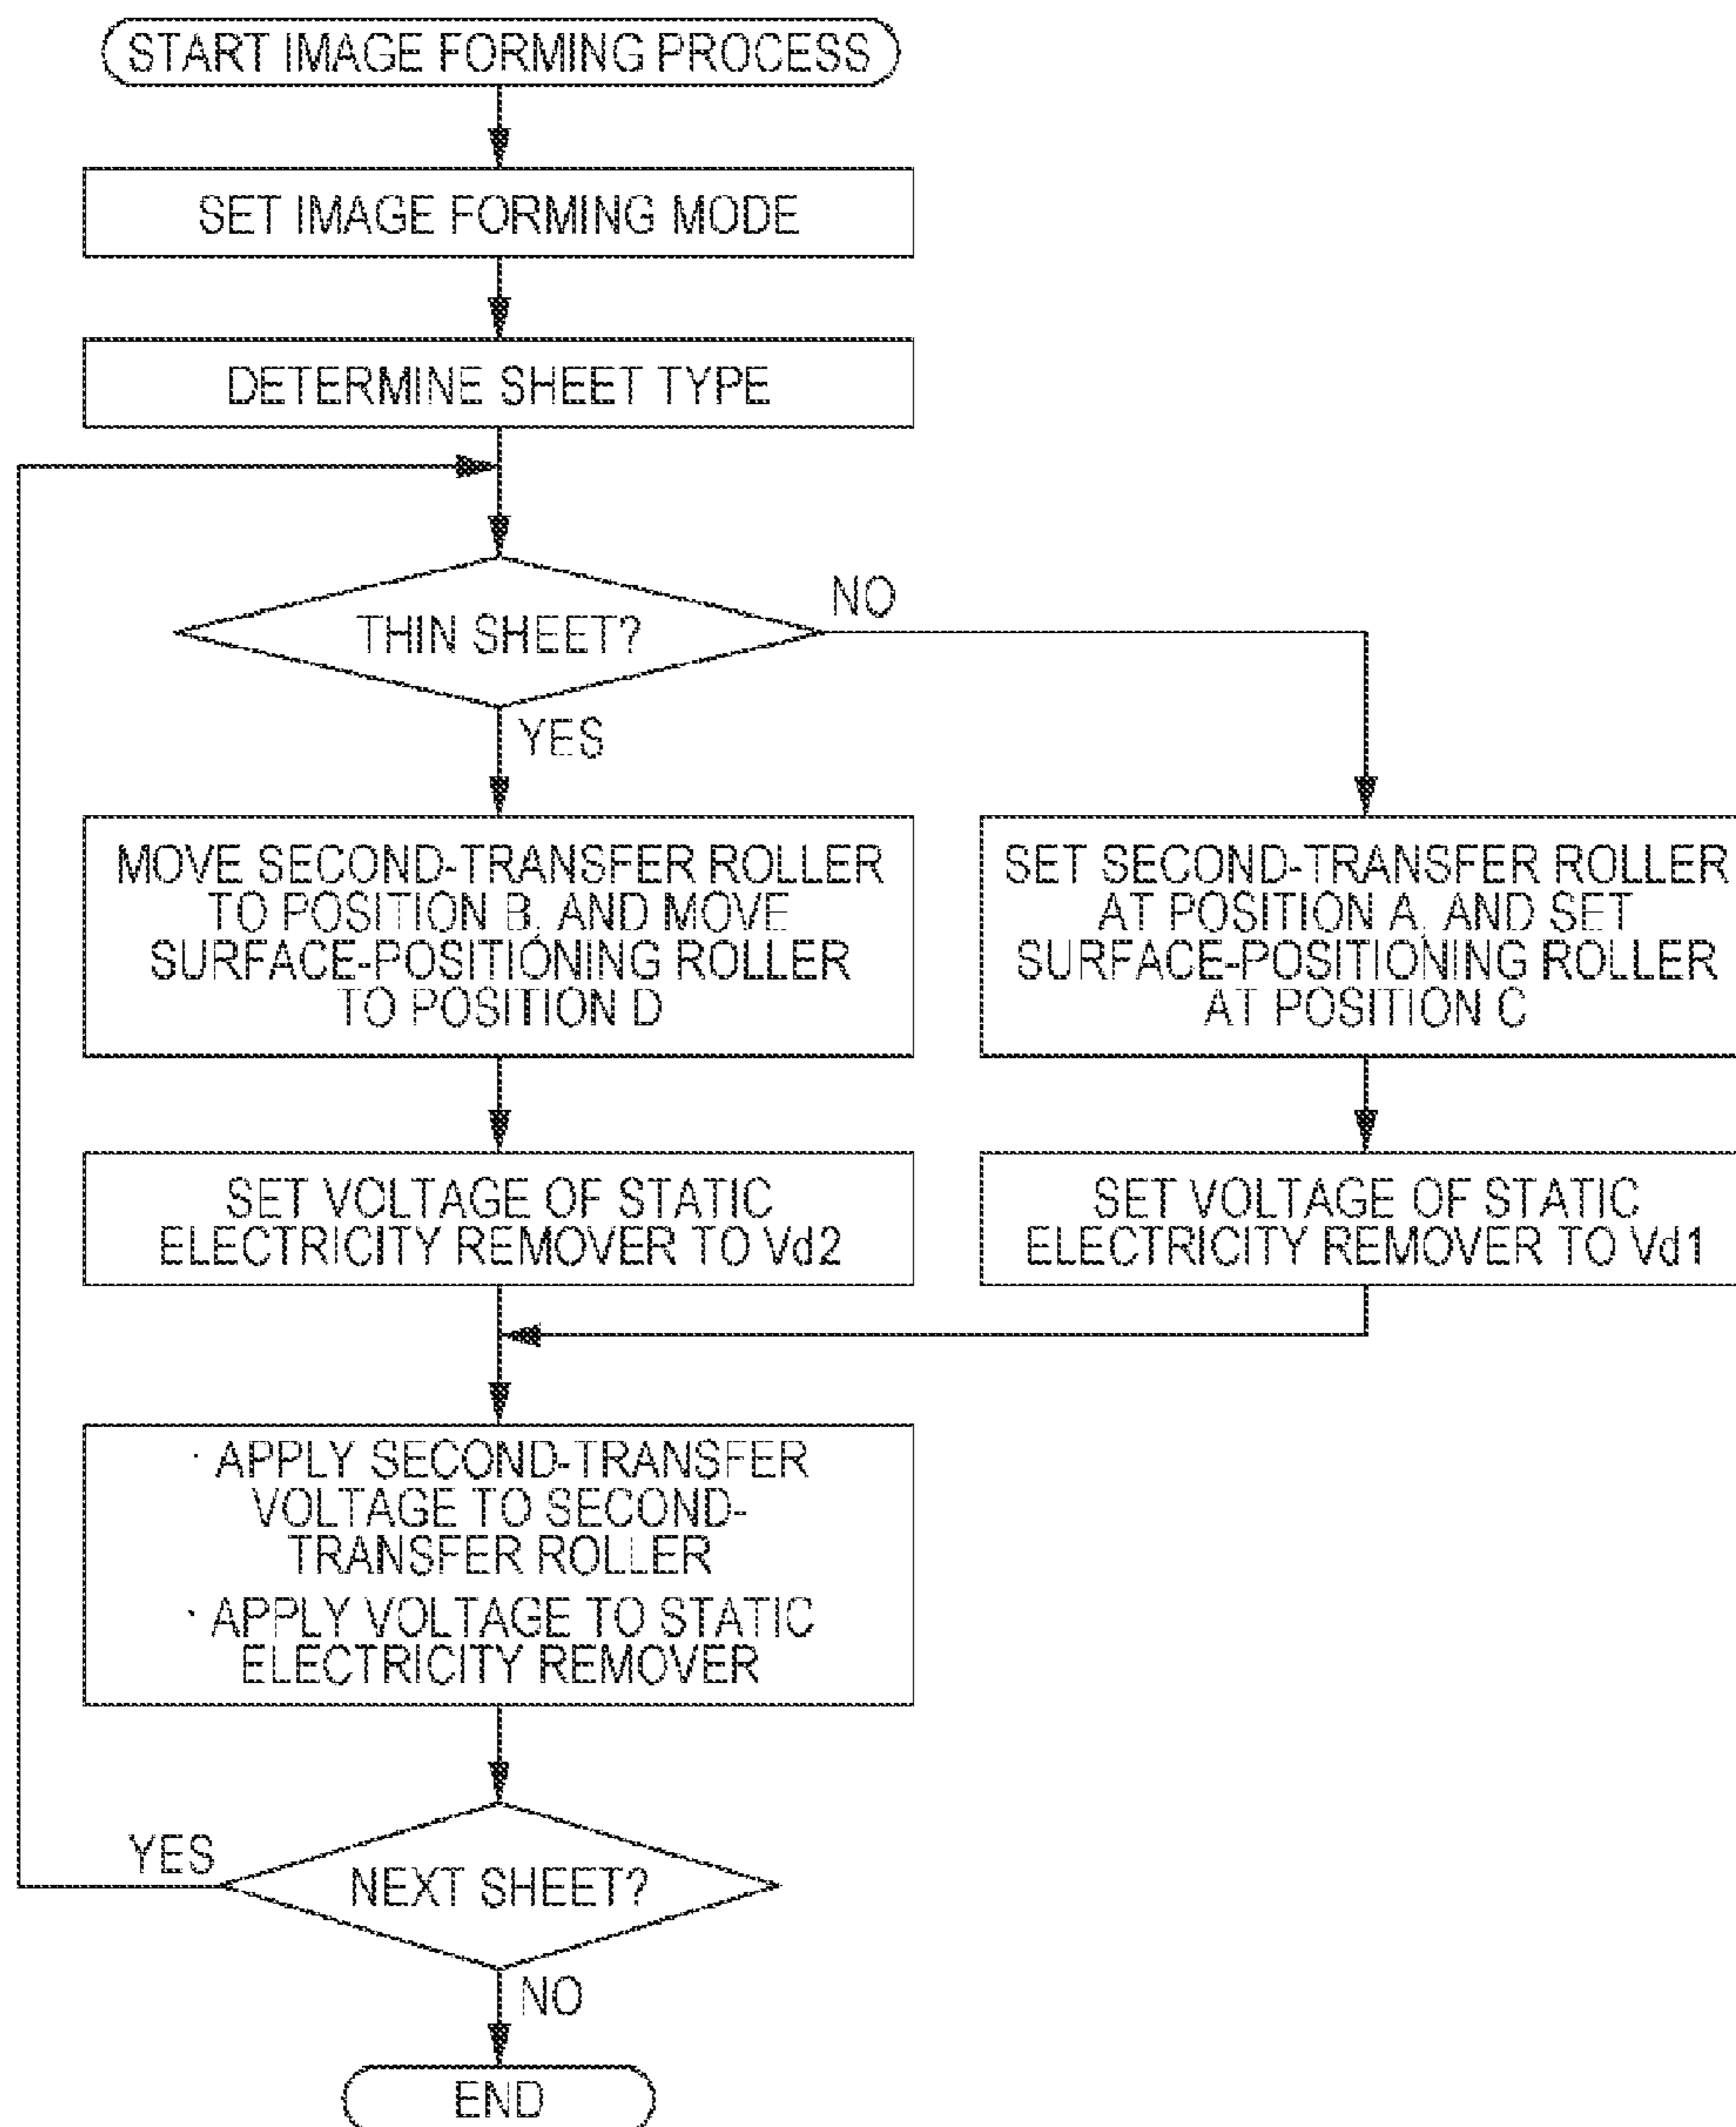 START IMAGE FORMING PROCESS
SET IMAGE FORMING MODE
DETERMINE SHEET TYPE
THIN SHEET?
NO
YES
MOVE SECOND-TRANSFER ROLLER
TO POSITION B, AND MOVE
SURFACE-POSITIONING ROLLER
TO POSITION D
SET SECOND-TRANSFER ROLLER
AT POSITION A, AND SET
SURFACE-POSITIONING ROLLER
AT POSITION C
SET VOLTAGE OF STATIC
ELECTRICITY REMOVER TO Vd2
SET VOLTAGE OF STATIC
ELECTRICITY REMOVER TO Vd1
· APPLY SECOND-TRANSFER
VOLTAGE TO SECOND-
TRANSFER ROLLER
· APPLY VOLTAGE TO STATIC
ELECTRICITY REMOVER
YES
NEXT SHEET?
NO
END